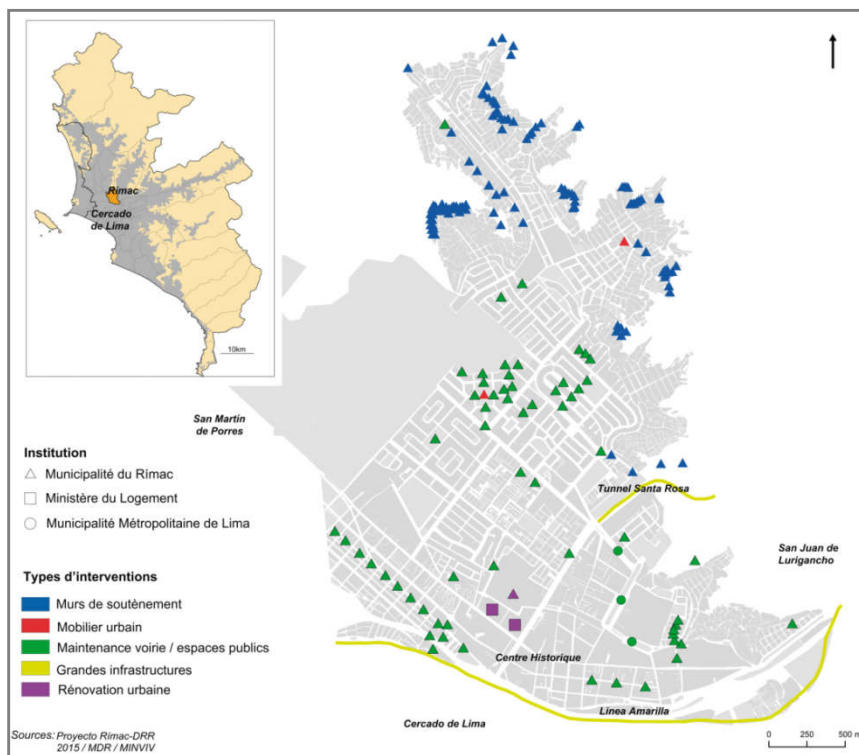 Rimac
Cercado
de Lima
10km
San Martín
de Porres
Institution
Municipalité du Rimac
Ministère du Logement
Municipalité Métropolitaine de Lima
Types d'interventions
Murs de soutènement
Mobilier urbain
Maintenance voirie / espaces publics
Grandes infrastructures
Rénovation urbaine
Sources: Proyecto Rimac-DRR
2015 / MDR / MINVIV
Tunnel Santa Rosa
San Juan de
Lurigancho
Centre Historique
Linea Amarilla
Cercado de Lima
0 250 500 m